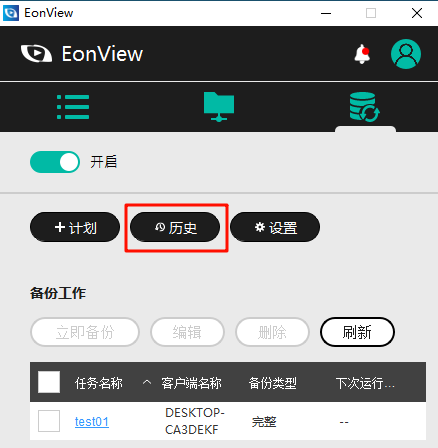 EonView
EonView
开启
计划 历史 设置
备份工作
立即备份 编辑 删除 刷新
任务名称 客户端名称 备份类型 下次运行...
test01 DESKTOP-CA3DEKF 完整 --